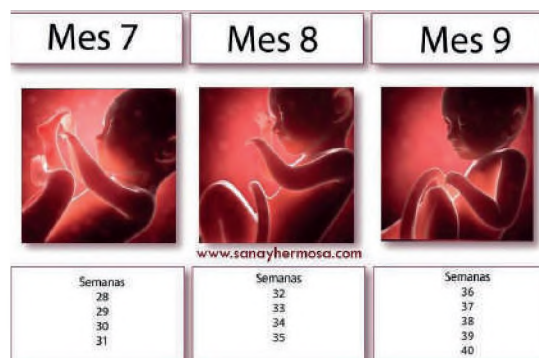 Mes 7
Mes 8
Mes 9
www.sanayhermosa.com
Semanas
28
29
30
31
Semanas
32
33
34
35
Semanas
36
37
38
39
40